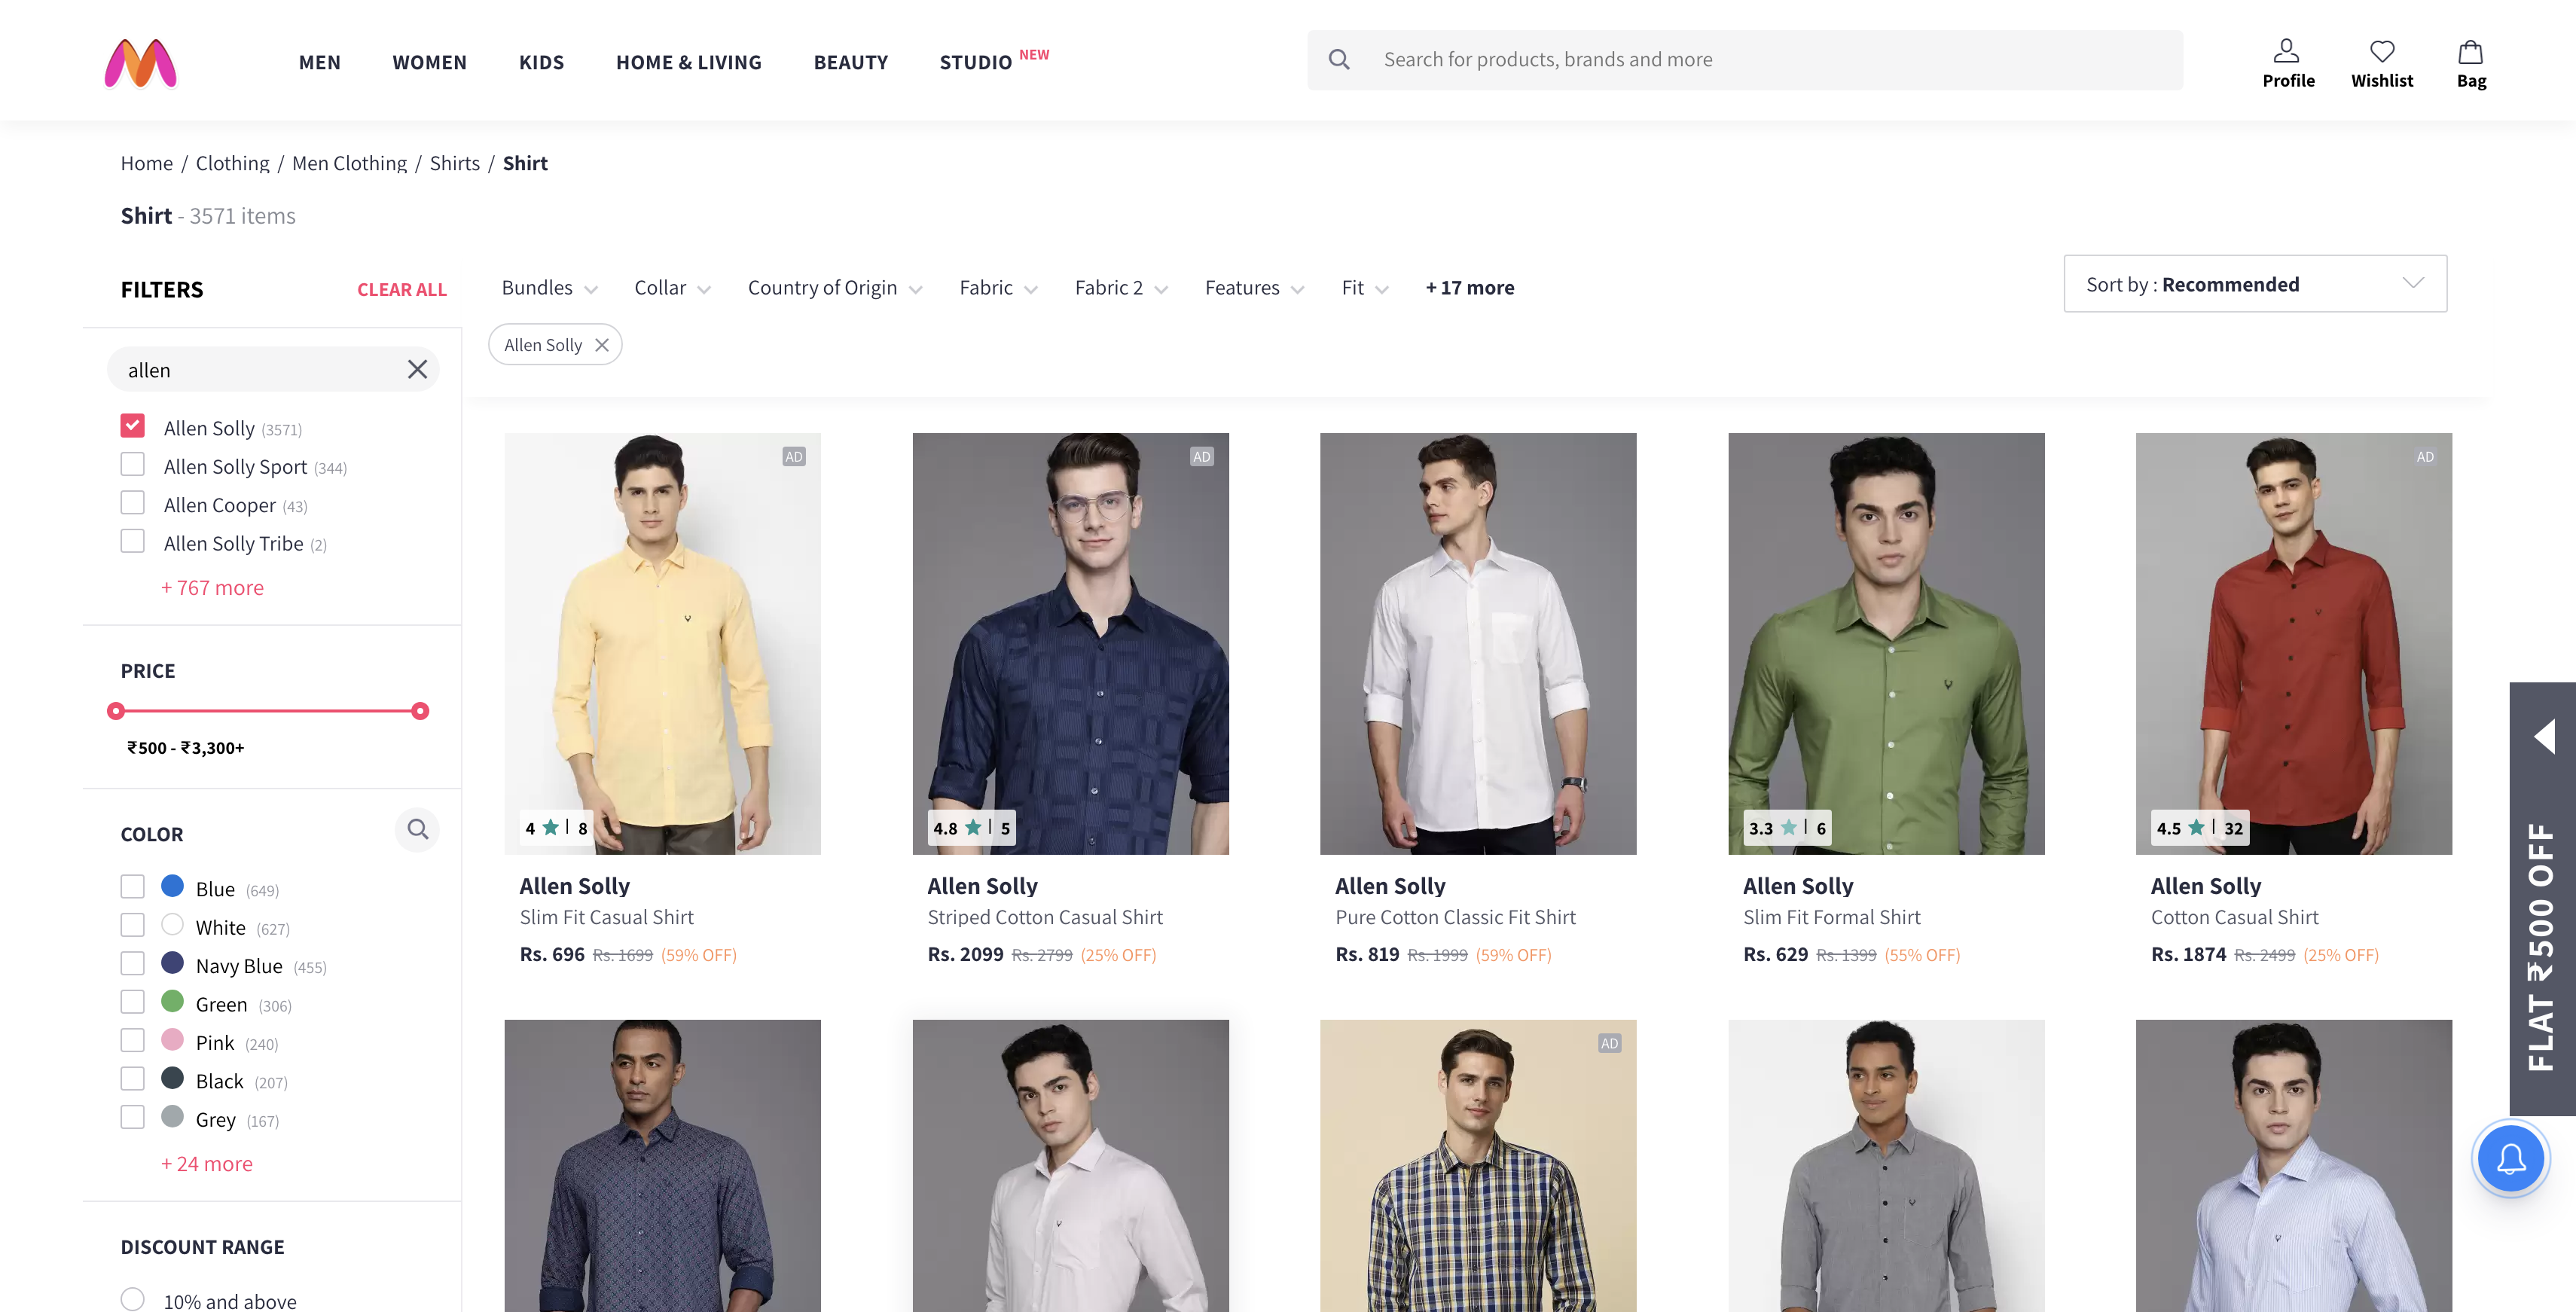 MEN WOMEN KIDS HOME & LIVING BEAUTY STUDIO NEW
Search for products, brands and more
Profile Wishlist Bag
Home / Clothing / Men Clothing / Shirts / Shirt
Shirt - 3571 items
FILTERS CLEAR ALL
Bundles Collar Country of Origin Fabric Fabric 2 Features Fit + 17 more
Sort by : Recommended
Allen Solly
allen
Allen Solly (3571)
Allen Solly Sport (344)
Allen Cooper (43)
Allen Solly Tribe (2)
+ 767 more
PRICE
₹500 - ₹3,300+
COLOR
Blue (649)
White (627)
Navy Blue (455)
Green (306)
Pink (240)
Black (207)
Grey (167)
+ 24 more
DISCOUNT RANGE
10% and above
AD
4 | 8
Allen Solly
Slim Fit Casual Shirt
Rs. 696 Rs. 1699 (59% OFF)
AD
4.8 | 5
Allen Solly
Striped Cotton Casual Shirt
Rs. 2099 Rs. 2799 (25% OFF)
Allen Solly
Pure Cotton Classic Fit Shirt
Rs. 819 Rs. 1999 (59% OFF)
3.3 | 6
Allen Solly
Slim Fit Formal Shirt
Rs. 629 Rs. 1399 (55% OFF)
AD
4.5 | 32
Allen Solly
Cotton Casual Shirt
Rs. 1874 Rs. 2499 (25% OFF)
AD
FLAT ₹500 OFF